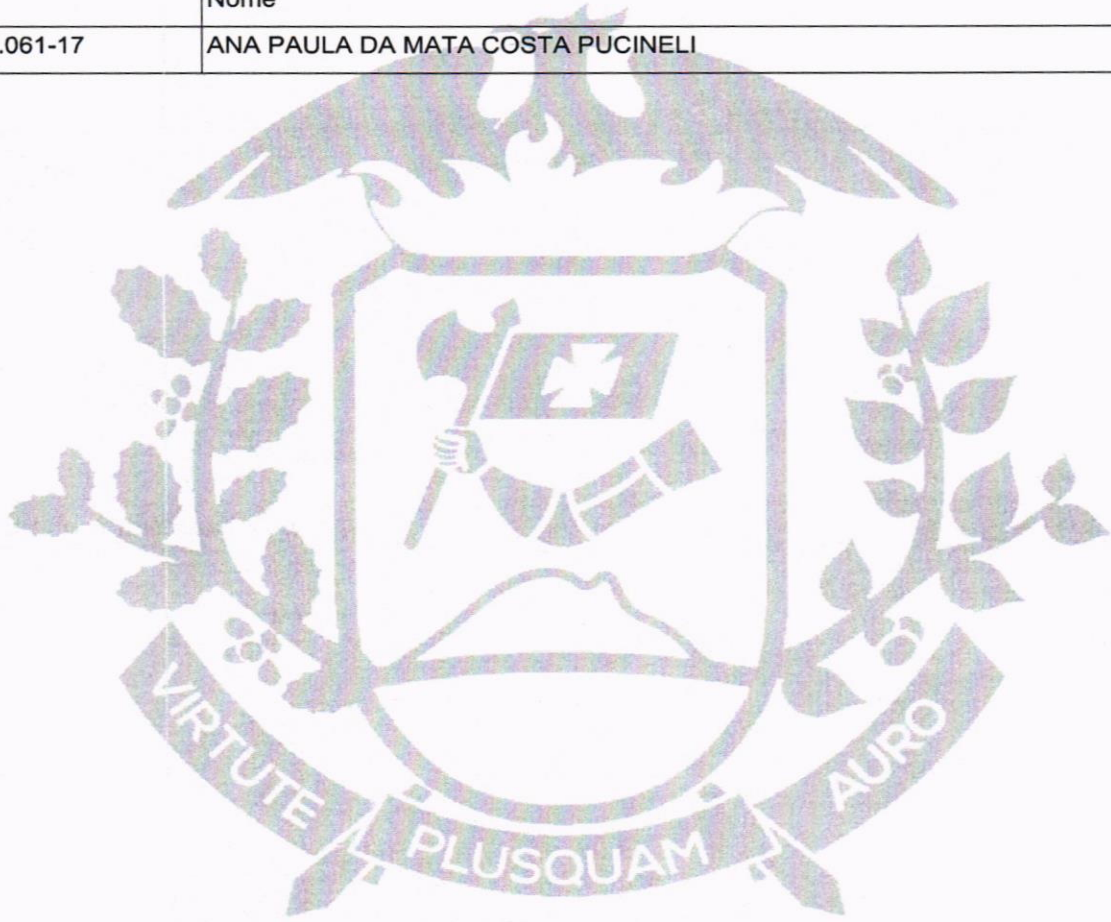 Nome
.061-17 ANA PAULA DA MATA COSTA PUCINELI
VIRTUTE PLUSQUAM AURO